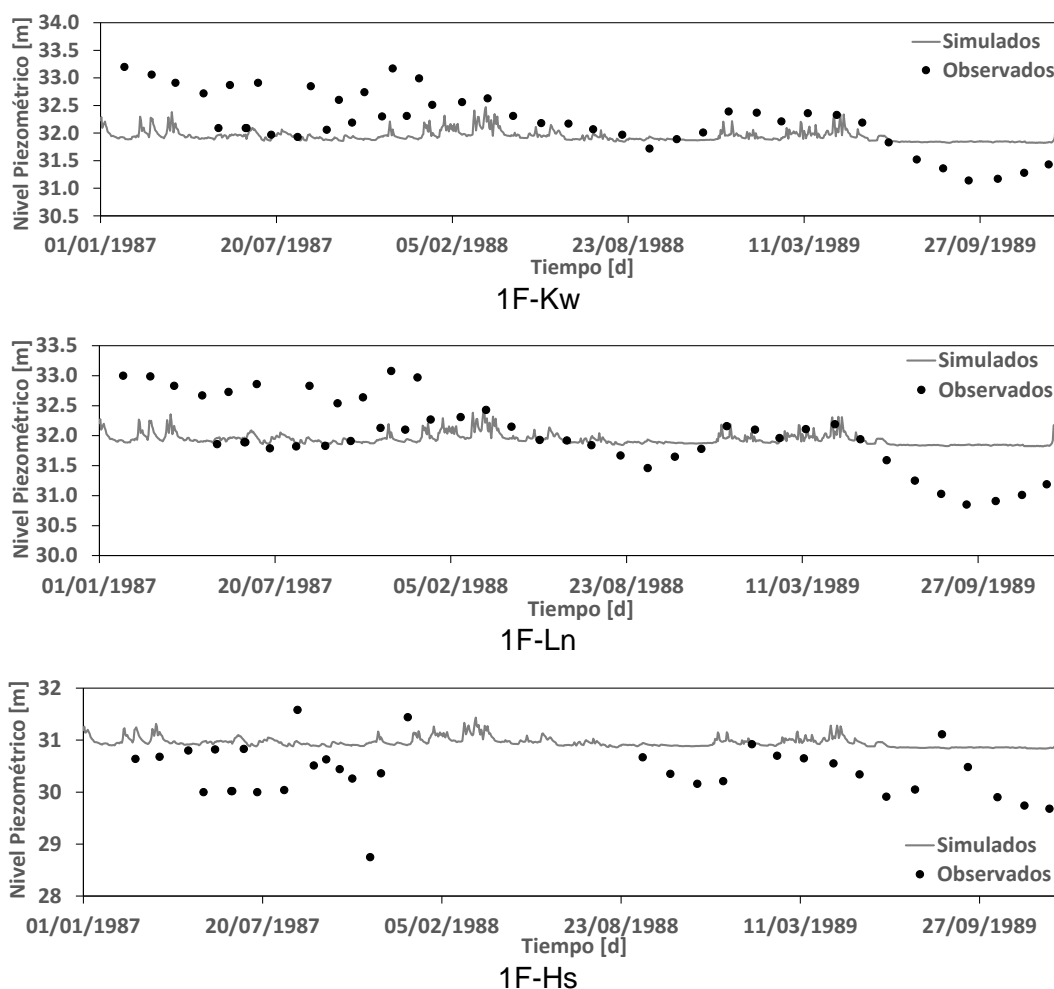 Nivel Piezométrico [m]
34.0
33.5
33.0
32.5
32.0
31.5
31.0
30.5
Simulados
Observados
01/01/1987 20/07/1987 05/02/1988 23/08/1988 11/03/1989 27/09/1989
Tiempo [d]
1F-Kw
Nivel Piezométrico [m]
33.5
33.0
32.5
32.0
31.5
31.0
30.5
30.0
Simulados
Observados
01/01/1987 20/07/1987 05/02/1988 23/08/1988 11/03/1989 27/09/1989
Tiempo [d]
1F-Ln
Nivel Piezométrico [m]
32
31
30
29
28
Simulados
Observados
01/01/1987 20/07/1987 05/02/1988 23/08/1988 11/03/1989 27/09/1989
Tiempo [d]
1F-Hs